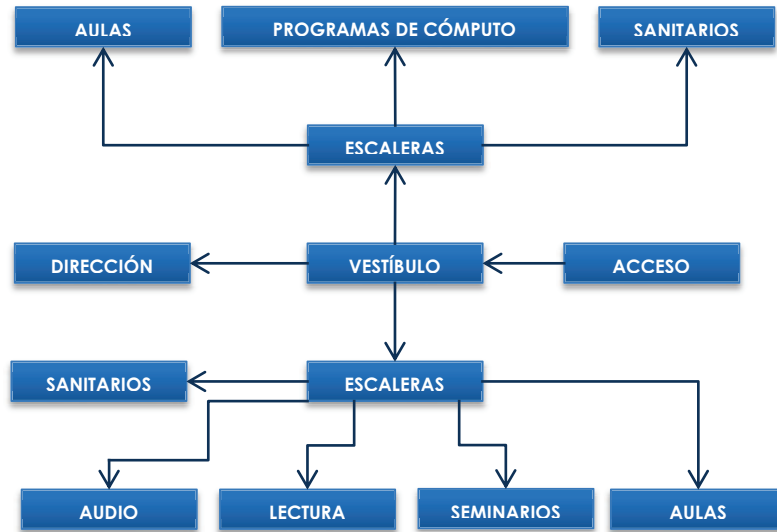 AULAS
PROGRAMAS DE CÓMPUTO
SANITARIOS
ESCALERAS
DIRECCIÓN
VESTÍBULO
ACCESO
SANITARIOS
ESCALERAS
AUDIO
LECTURA
SEMINARIOS
AULAS